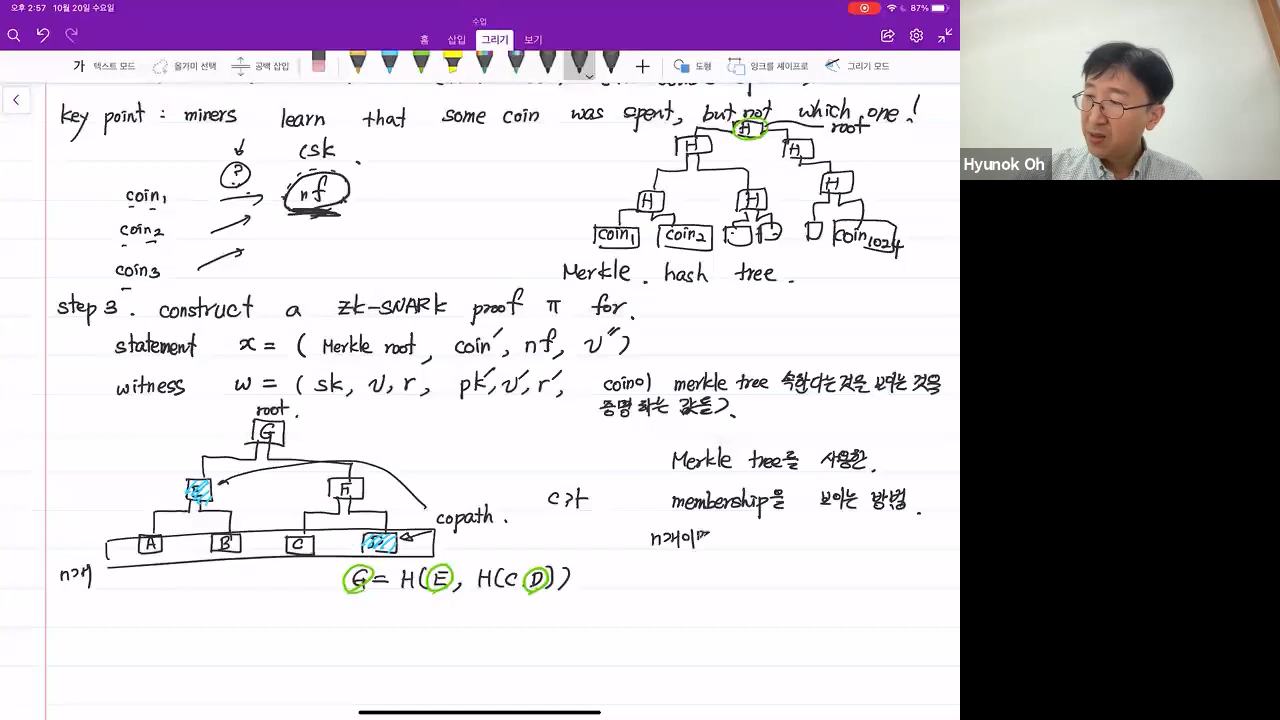 오후 2:57 10월 20일 수요일
87%
수업
홈 삽입 그리기 보기
가 텍스트 모드 올가미 선택 공백 삽입 도형 잉크를 셰이프로 그리기 모드
key point : miners learn that some coin was spent, but not which one!
H root
H H
H H H
coin1 coin2 coin1024
Merkle hash tree.
(sk
?
coin1 nf
coin2
coin3
step 3. construct a zk-SNARK proof π for.
statement x = ( Merkle root, coin′, nf, v″)
witness w = ( sk, v, r, pk′, v′, r′, coin이 merkle tree 속한다는 것을 보이는 것을
증명하는 값들).
root.
G
F
A B C
copath.
n개
G = H(E, H(C D))
Merkle tree를 사용한
C가 membership을 보이는 방법.
n개이
Hyunok Oh